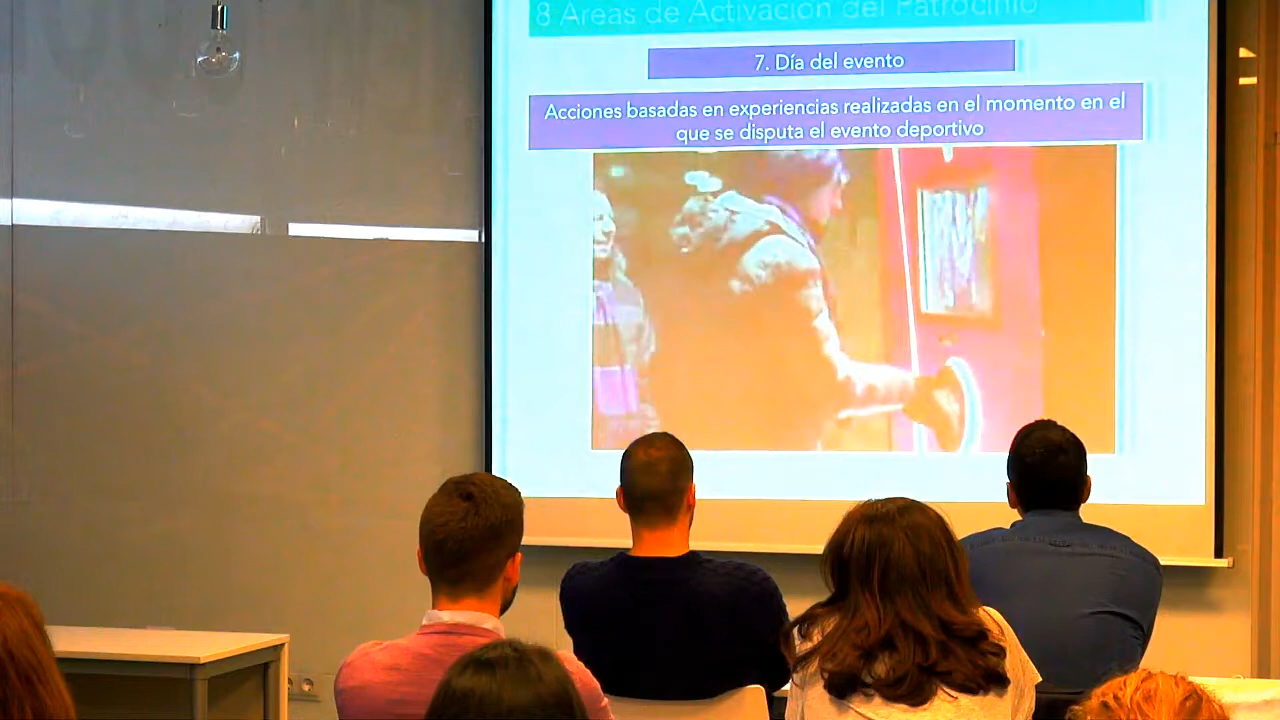 8 Áreas de Activación del Patrocinio
7. Día del evento
Acciones basadas en experiencias realizadas en el momento en el
que se disputa el evento deportivo